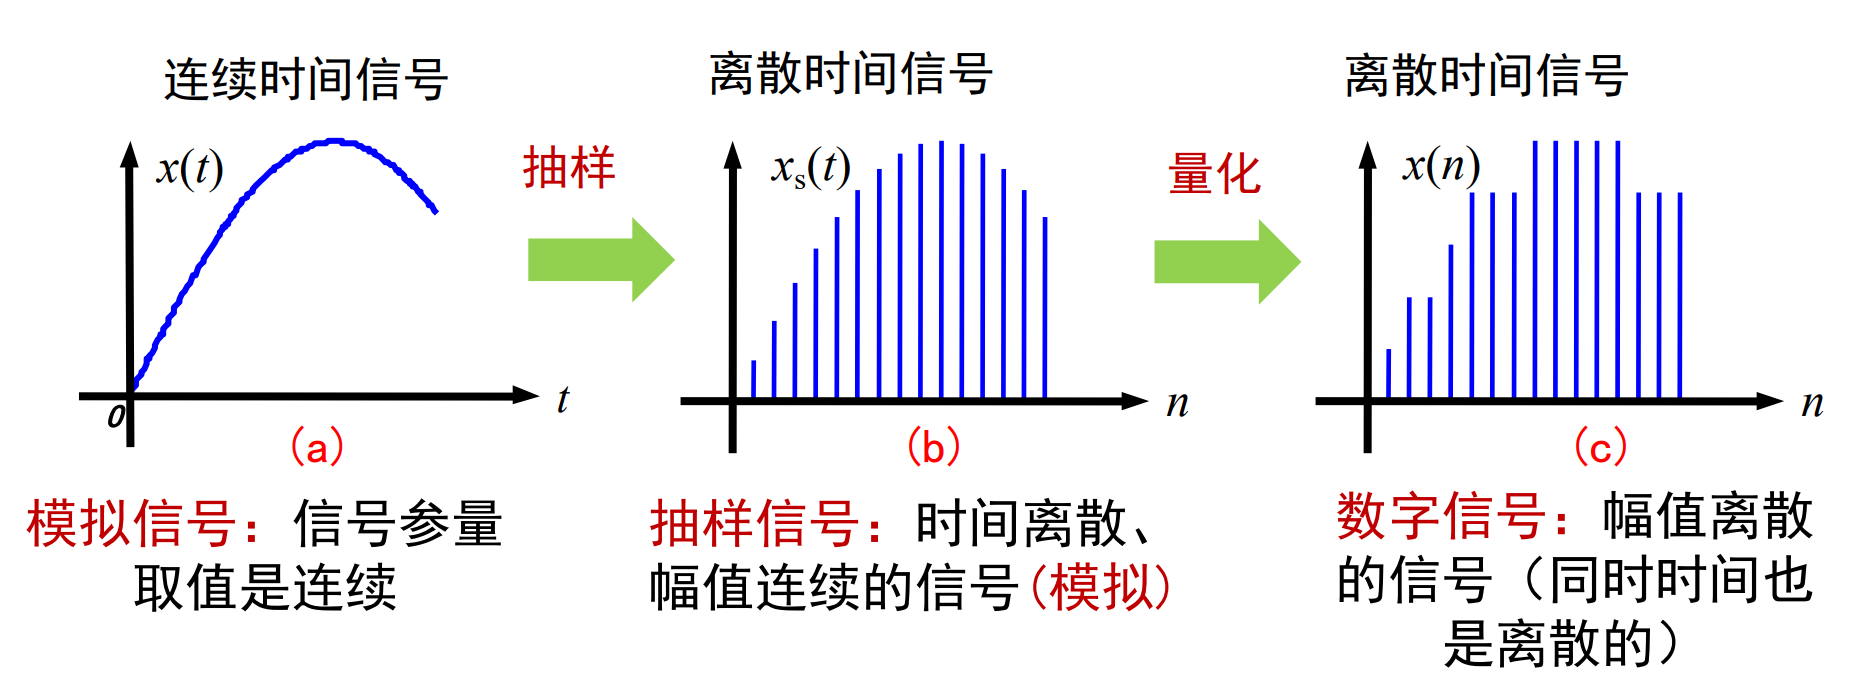 连续时间信号
离散时间信号
离散时间信号
x(t)
抽样
xs(t)
量化
x(n)
0
t
n
n
(a)
(b)
(c)
模拟信号：信号参量
取值是连续
抽样信号：时间离散、
幅值连续的信号(模拟)
数字信号：幅值离散
的信号（同时时间也
是离散的）